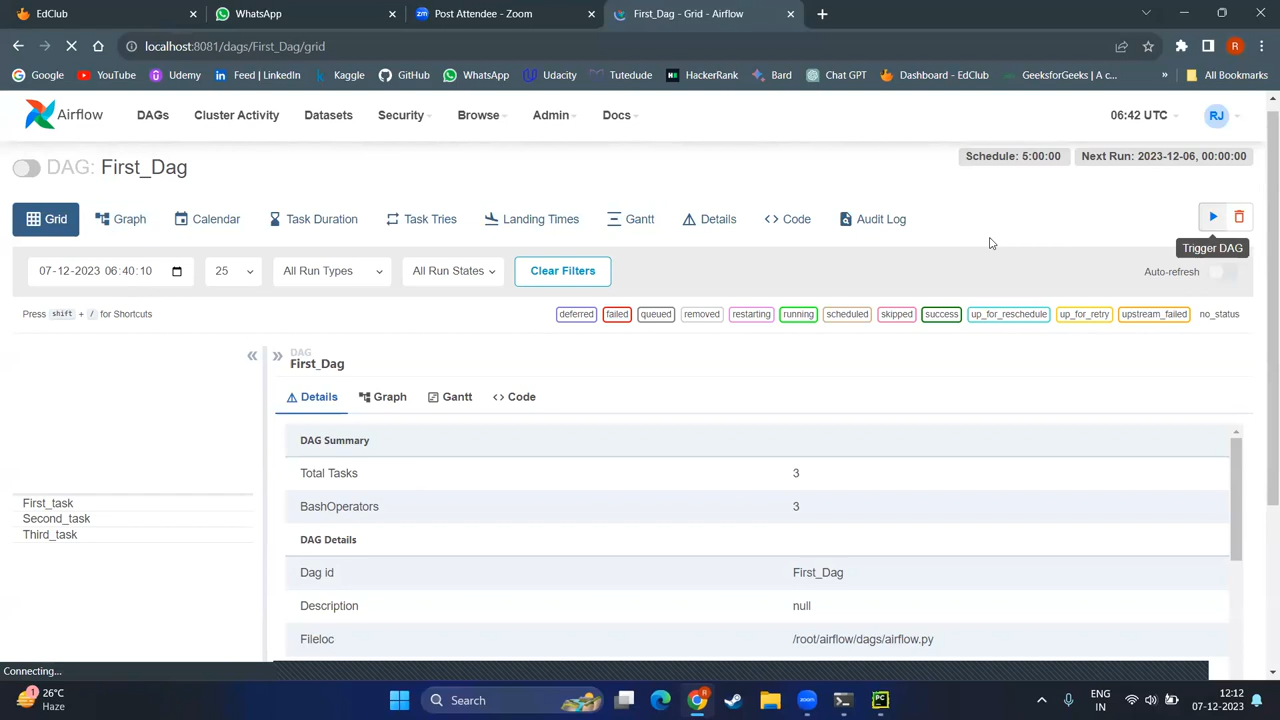 EdClub
WhatsApp
Post Attendee - Zoom
First_Dag - Grid - Airflow
localhost:8081/dags/First_Dag/grid
R
Google YouTube Udemy Feed | LinkedIn Kaggle GitHub WhatsApp Udacity Tutedude HackerRank Bard Chat GPT Dashboard - EdClub GeeksforGeeks | A c... » All Bookmarks
Airflow DAGs Cluster Activity Datasets Security Browse Admin Docs 06:42 UTC RJ
DAG: First_Dag
Schedule: 5:00:00 Next Run: 2023-12-06, 00:00:00
Grid Graph Calendar Task Duration Task Tries Landing Times Gantt Details Code Audit Log
Trigger DAG
07-12-2023 06:40:10 25 All Run Types All Run States Clear Filters Auto-refresh
Press shift + / for Shortcuts
deferred failed queued removed restarting running scheduled skipped success up_for_reschedule up_for_retry upstream_failed no_status
First_task
Second_task
Third_task
DAG
First_Dag
Details Graph Gantt Code
DAG Summary
Total Tasks 3
BashOperators 3
DAG Details
Dag id First_Dag
Description null
Fileloc /root/airflow/dags/airflow.py
Connecting...
1
26°C
Haze
Search
R
PC
ENG
IN
12:12
07-12-2023